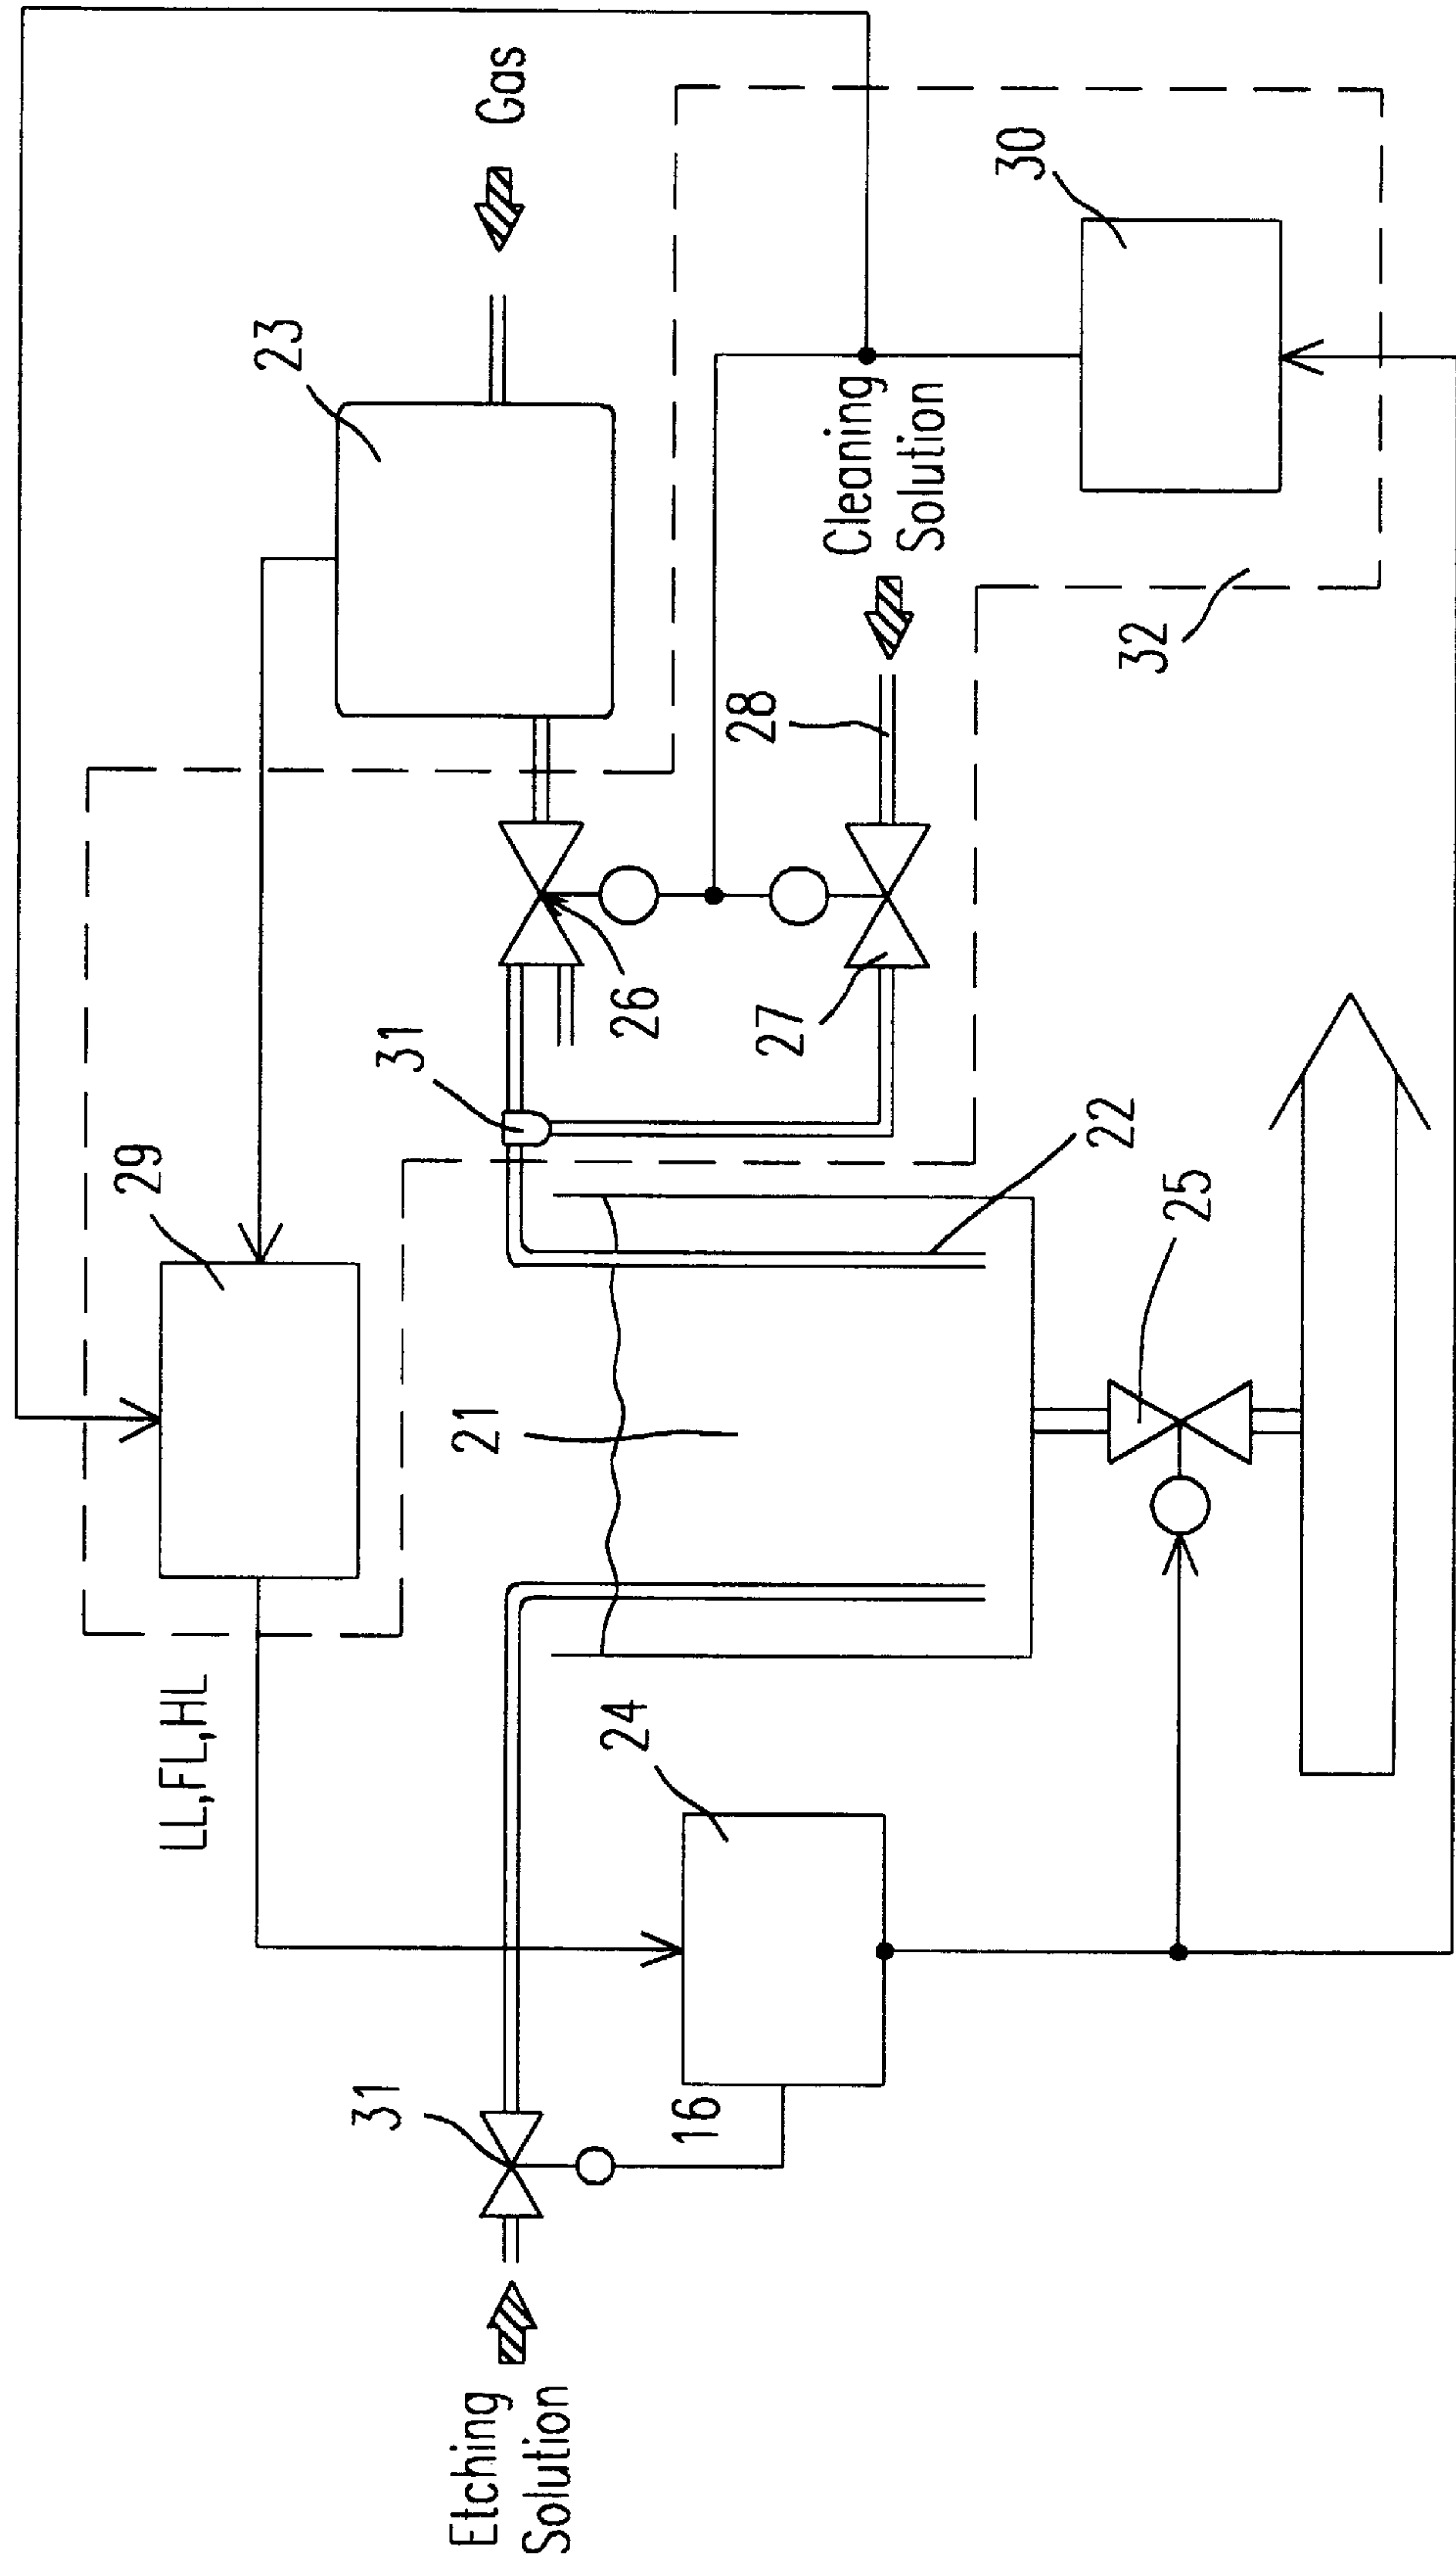 Etching
Solution
31
16
24
LL,FL,HL
21
29
31
22
25
26
27
28
23
Gas
Cleaning
Solution
32
30